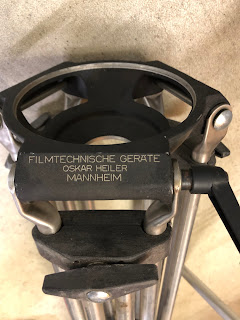 FILMTECHNISCHE GERÄTE
OSKAR HEILER
MANNHEIM